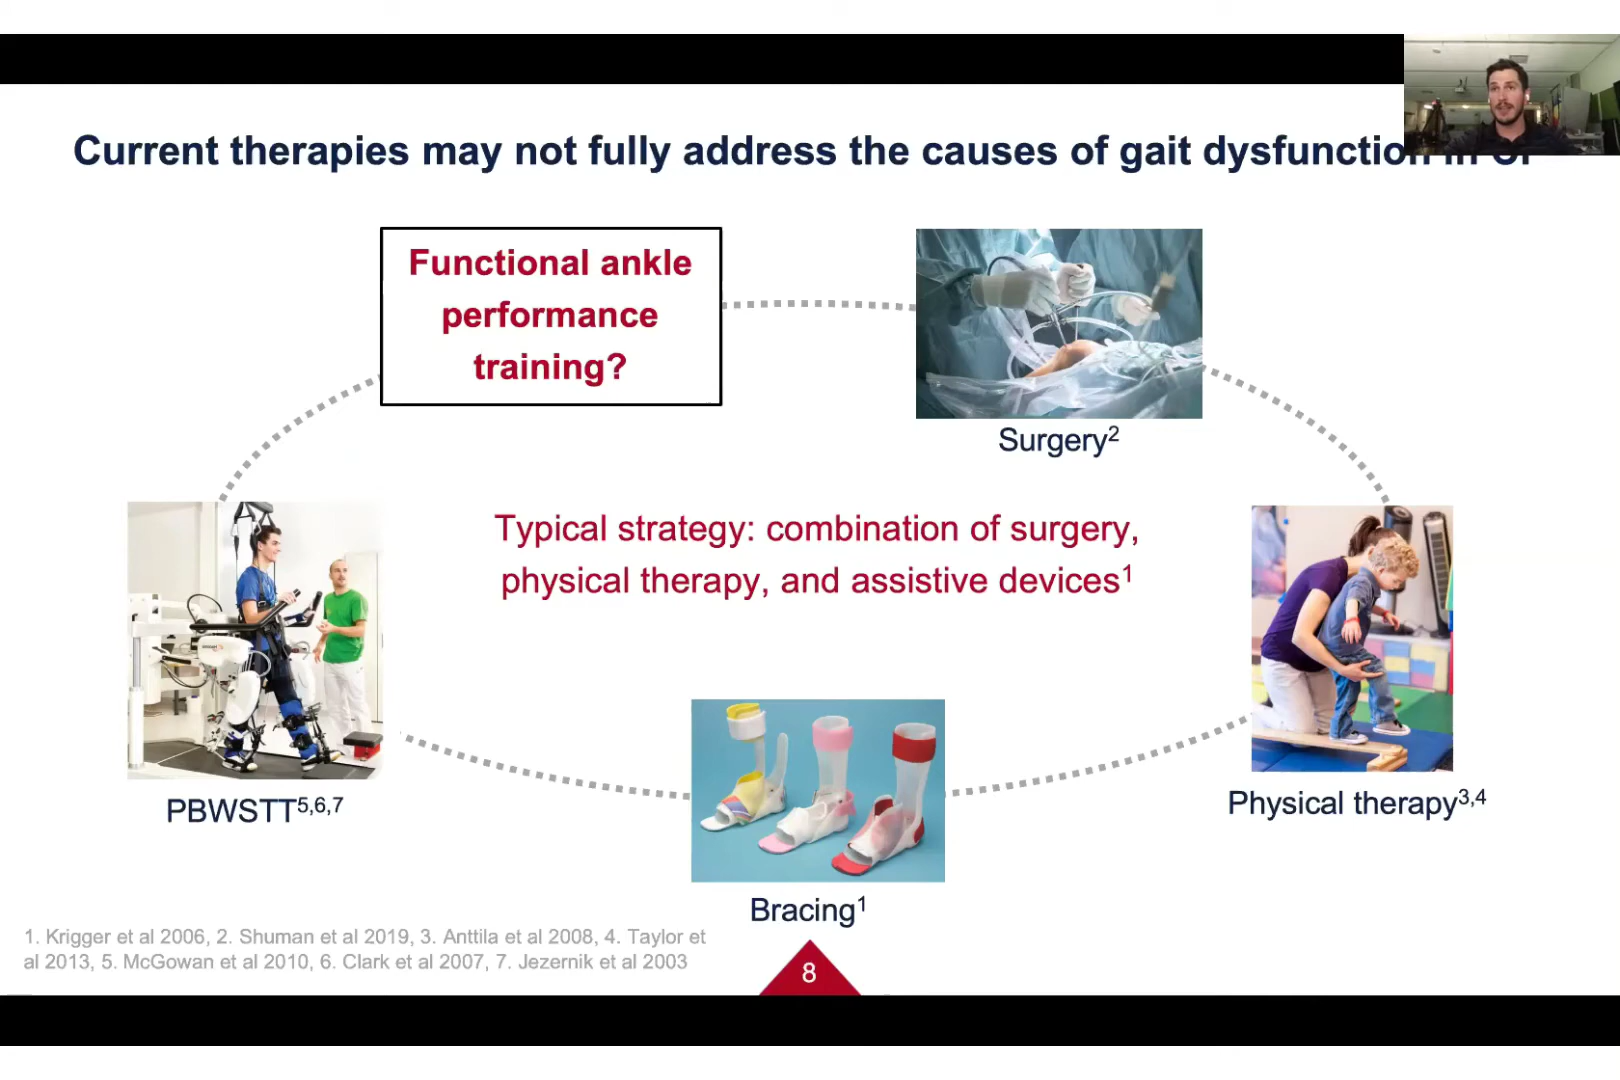 Current therapies may not fully address the causes of gait dysfunction in
Functional ankle
performance
training?
Surgery2
Typical strategy: combination of surgery,
physical therapy, and assistive devices1
PBWSTT5,6,7
Physical therapy3,4
Bracing1
1. Krigger et al 2006, 2. Shuman et al 2019, 3. Anttila et al 2008, 4. Taylor et
al 2013, 5. McGowan et al 2010, 6. Clark et al 2007, 7. Jezernik et al 2003
8